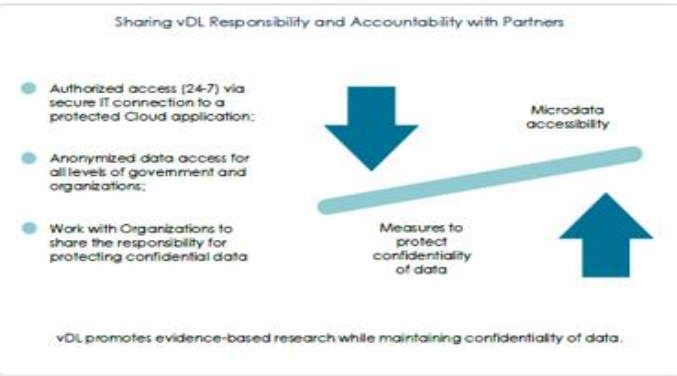 Sharing vDL Responsibility and Accountability with Partners
Authorized access (24-7) via
secure IT connection to a
protected Cloud application;
Anonymized data access for
all levels of government and
organizations;
Work with Organizations to
share the responsibility for
protecting confidential data
Microdata
accessibility
Measures to
protect
confidentiality
of data
vDL promotes evidence-based research while maintaining confidentiality of data.